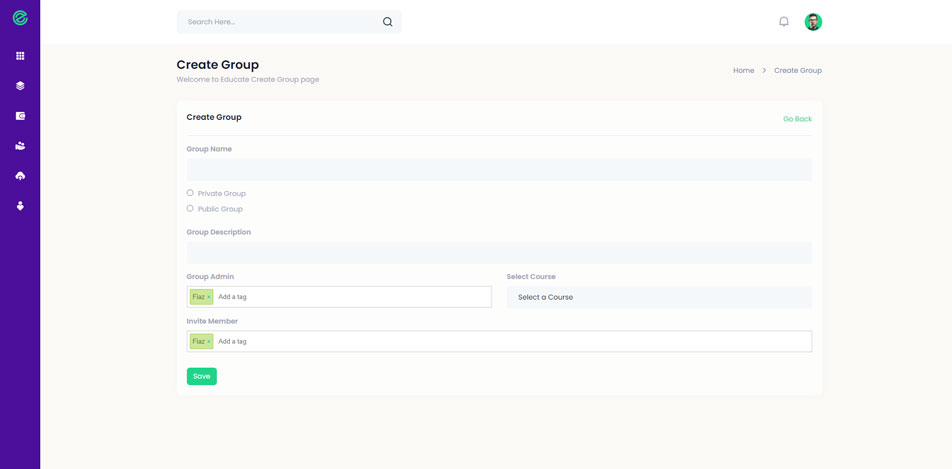 Search Here...
Create Group
Welcome to Educate Create Group page
Home > Create Group
Create Group
Go Back
Group Name
Private Group
Public Group
Group Description
Group Admin
Select Course
Fiaz × Add a tag
Select a Course
Invite Member
Fiaz × Add a tag
Save